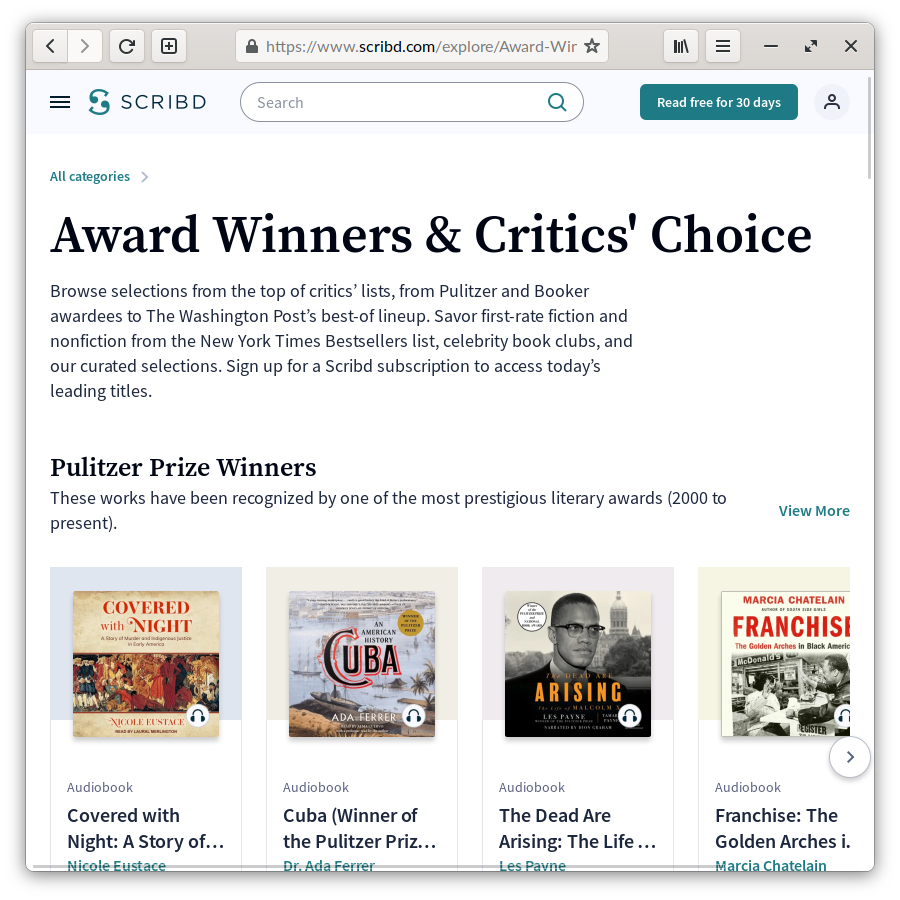 https://www.scribd.com/explore/Award-Wir
SCRIBD
Search
Read free for 30 days
All categories
Award Winners & Critics' Choice
Browse selections from the top of critics’ lists, from Pulitzer and Booker
awardees to The Washington Post’s best-of lineup. Savor first-rate fiction and
nonfiction from the New York Times Bestsellers list, celebrity book clubs, and
our curated selections. Sign up for a Scribd subscription to access today’s
leading titles.
Pulitzer Prize Winners
These works have been recognized by one of the most prestigious literary awards (2000 to
present).
View More
COVERED
with NIGHT
A Story of Murder and Indigenous Justice
in Early America
NICOLE EUSTACE
READ BY LAUREL MERLINGTON
WINNER
OF THE
PULITZER
PRIZE
AN
AMERICAN
HISTORY
CUBA
ADA FERRER
The DEAD ARE
ARISING
The Life of MALCOLM
LES PAYNE
MARCIA CHATELAIN
AUTHOR OF SOUTH SIDE GIRLS
FRANCHISE
The Golden Arches in Black Americ
McDonald's
Audiobook
Covered with
Night: A Story of…
Nicole Eustace
Audiobook
Cuba (Winner of
the Pulitzer Priz…
Dr. Ada Ferrer
Audiobook
The Dead Are
Arising: The Life …
Les Payne
Audiobook
Franchise: The
Golden Arches i.
Marcia Chatelain